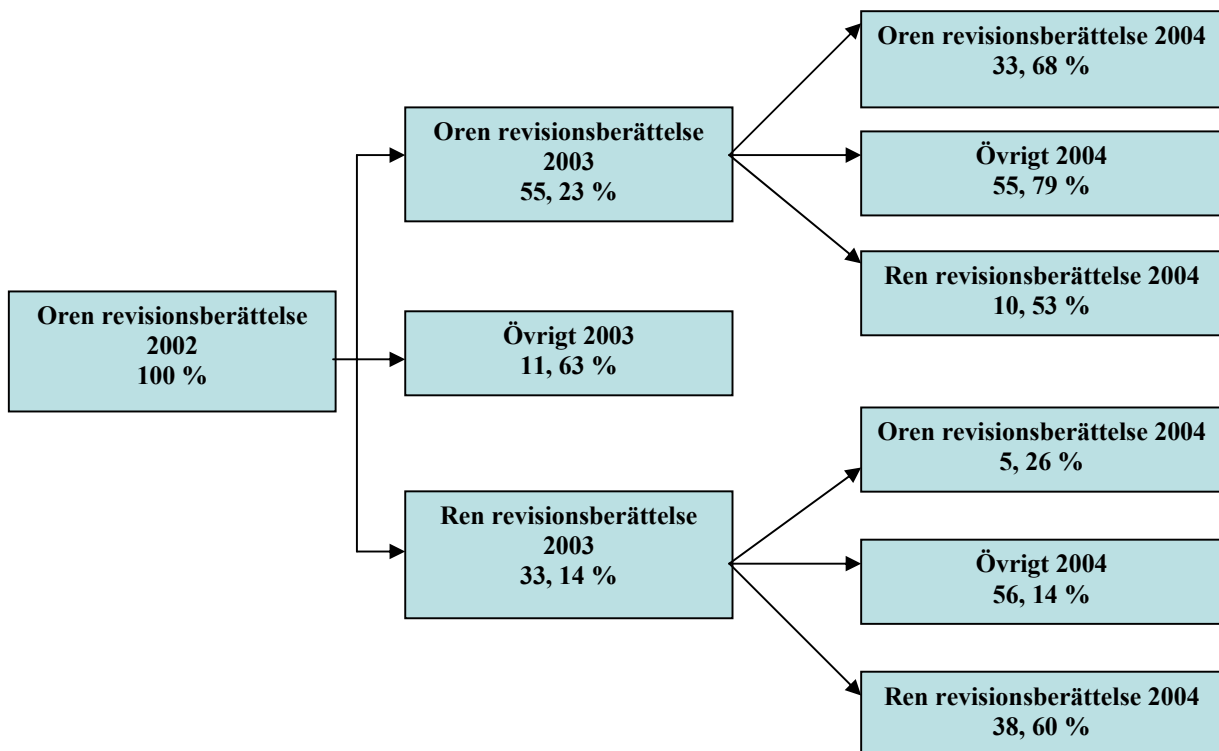 Oren revisionsberättelse
2002
100 %
Oren revisionsberättelse
2003
55, 23 %
Övrigt 2003
11, 63 %
Ren revisionsberättelse
2003
33, 14 %
Oren revisionsberättelse 2004
33, 68 %
Övrigt 2004
55, 79 %
Ren revisionsberättelse 2004
10, 53 %
Oren revisionsberättelse 2004
5, 26 %
Övrigt 2004
56, 14 %
Ren revisionsberättelse 2004
38, 60 %